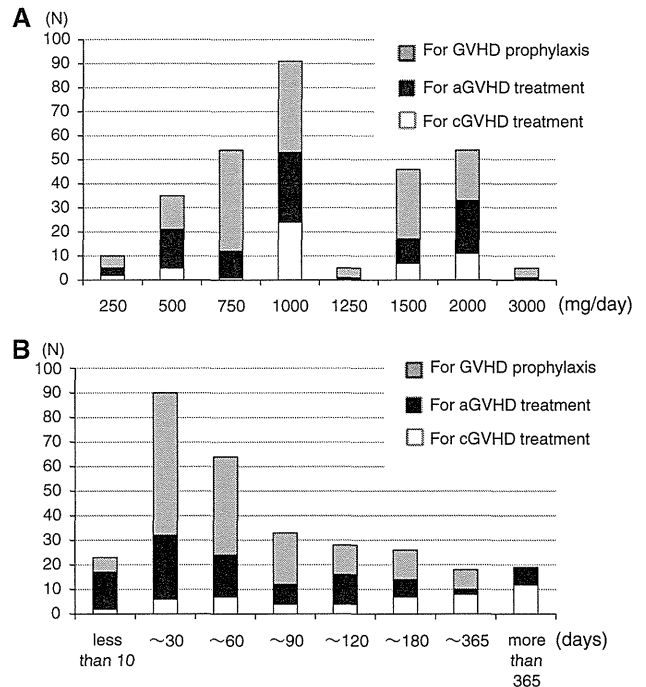 A (N)
100
90
80
70
60
50
40
30
20
10
0
For GVHD prophylaxis
For aGVHD treatment
For cGVHD treatment
250 500 750 1000 1250 1500 2000 3000 (mg/day)
B (N)
100
90
80
70
60
50
40
30
20
10
0
For GVHD prophylaxis
For aGVHD treatment
For cGVHD treatment
less than 10 ～30 ～60 ～90 ～120 ～180 ～365 more than 365 (days)